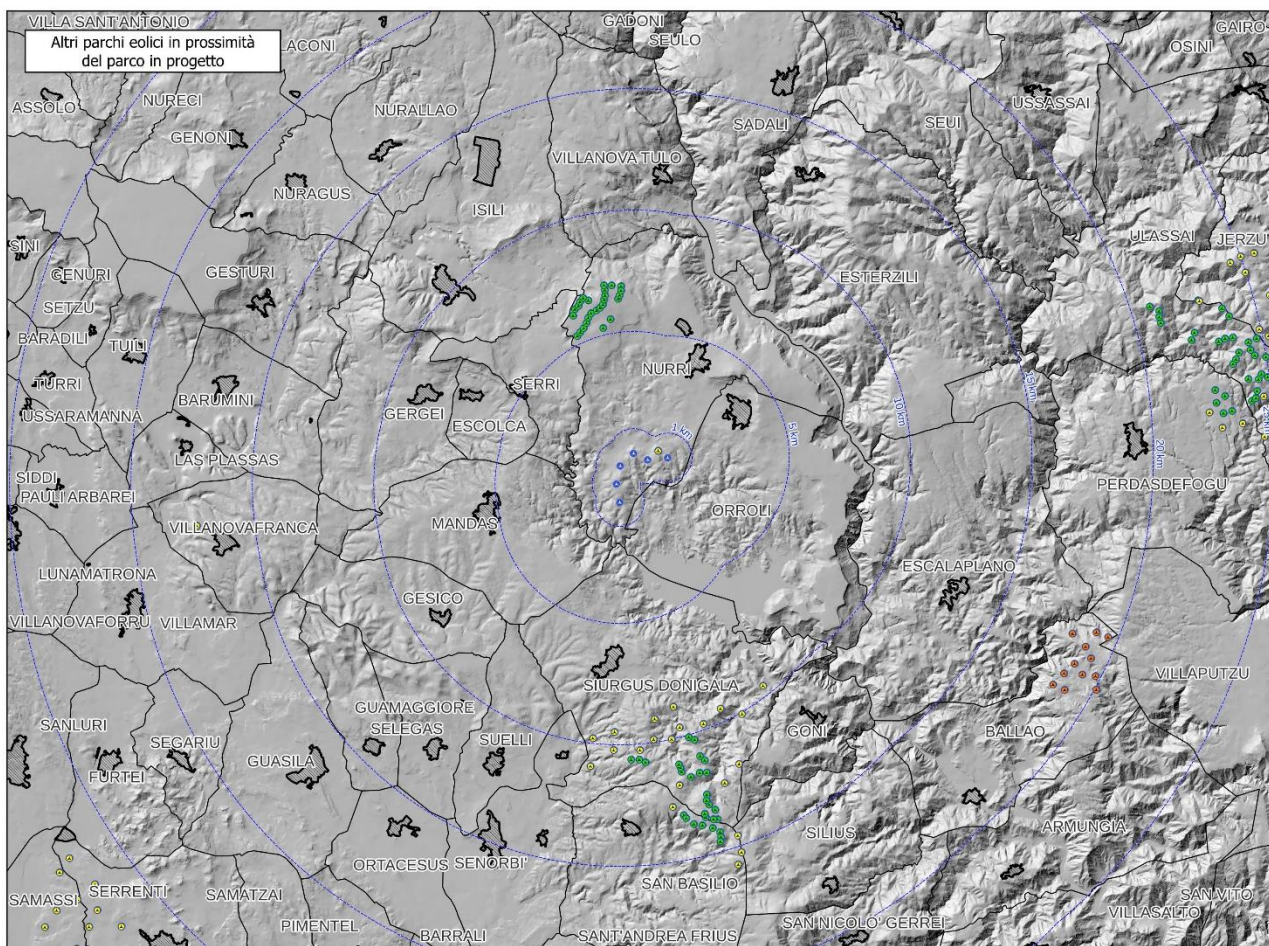 VILLA SANT'ANTONIO
Altri parchi eolici in prossimità
del parco in progetto
LACONI
GADONI
SEULO
GAIRO
OSINI
ASSOLO
NURECI
GENONI
NURALLAO
SADALI
SEUI
USSASSAI
VILLANOVA TULO
NURAGUS
ISILI
SINI
GENURI
GESTURI
ESTERZILI
ULASSAI
JERZU
SETZU
BARADILI
TUILI
TURRI
USSARAMANNA
BARUMINI
GERGEI
SERRI
NURRI
ESCOLCA
15 km
10 km
5 km
1 km
20 km
25 km
LAS PLASSAS
SIDDI
PAULI ARBAREI
PERDASDEFOGU
VILLANOVAFRANCA
MANDAS
ORROLI
LUNAMATRONA
ESCALAPLANO
GESICO
VILLANOVAFORRU
VILLAMAR
SIURGUS DONIGALA
VILLAPUTZU
GUAMAGGIORE
SELEGAS
SANLURI
SEGARIU
GUASILA
SUELLI
GONI
BALLAO
FURTEI
SILIUS
ARMUNGIA
ORTACESUS
SENORBI'
SAMASSI
SERRENTI
SAMATZAI
SAN BASILIO
SAN VITO
PIMENTEL
BARRALI
SANT'ANDREA FRIUS
SAN NICOLO' GERREI
VILLASALTO